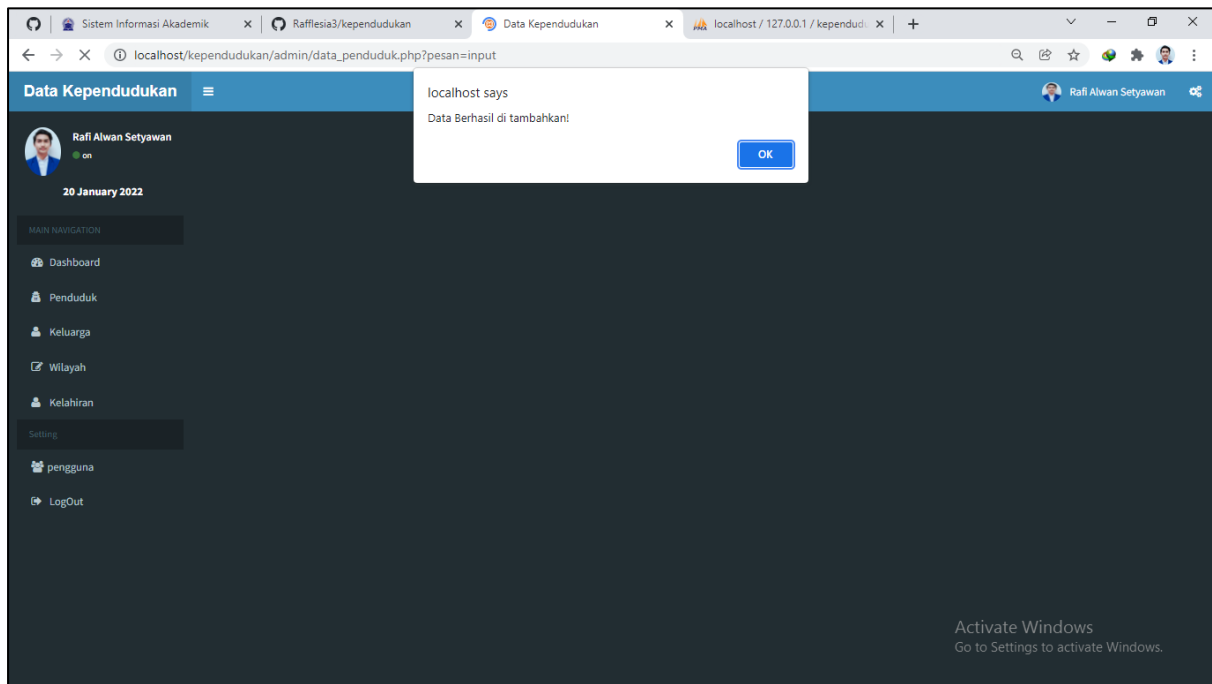 Sistem Informasi Akademik
Rafflesia3/kependudukan
Data Kependudukan
localhost / 127.0.0.1 / kependudu
localhost/kependudukan/admin/data_penduduk.php?pesan=input
Data Kependudukan
localhost says
Data Berhasil di tambahkan!
OK
Rafi Alwan Setyawan
Rafi Alwan Setyawan
on
20 January 2022
MAIN NAVIGATION
Dashboard
Penduduk
Keluarga
Wilayah
Kelahiran
Setting
pengguna
LogOut
Activate Windows
Go to Settings to activate Windows.